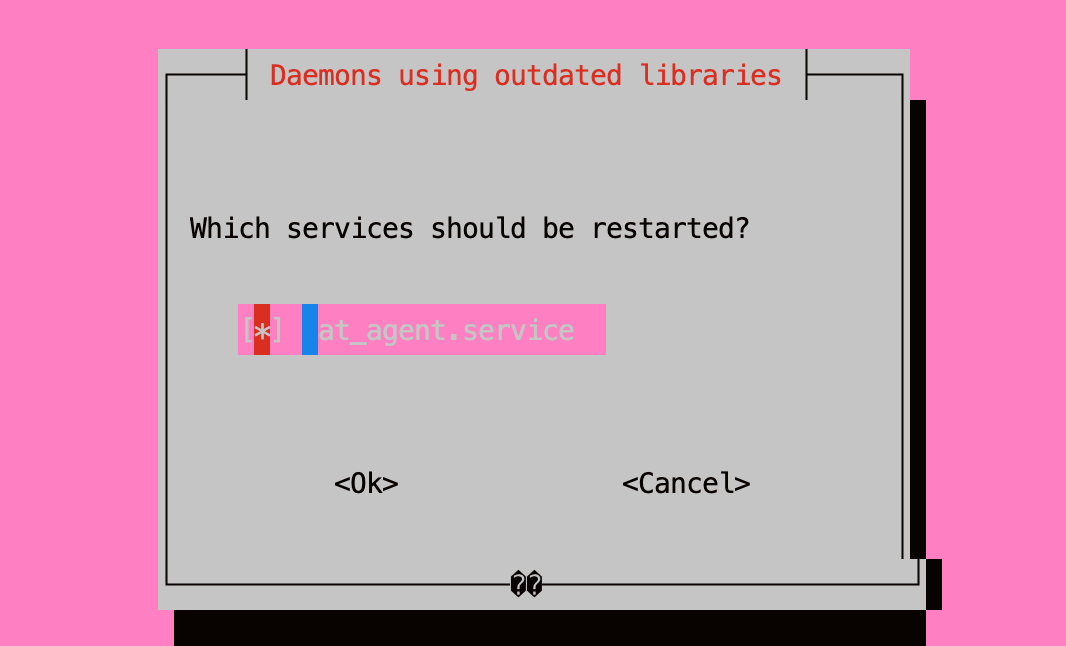 Daemons using outdated libraries
Which services should be restarted?
[*] at_agent.service
<Ok> <Cancel>
��